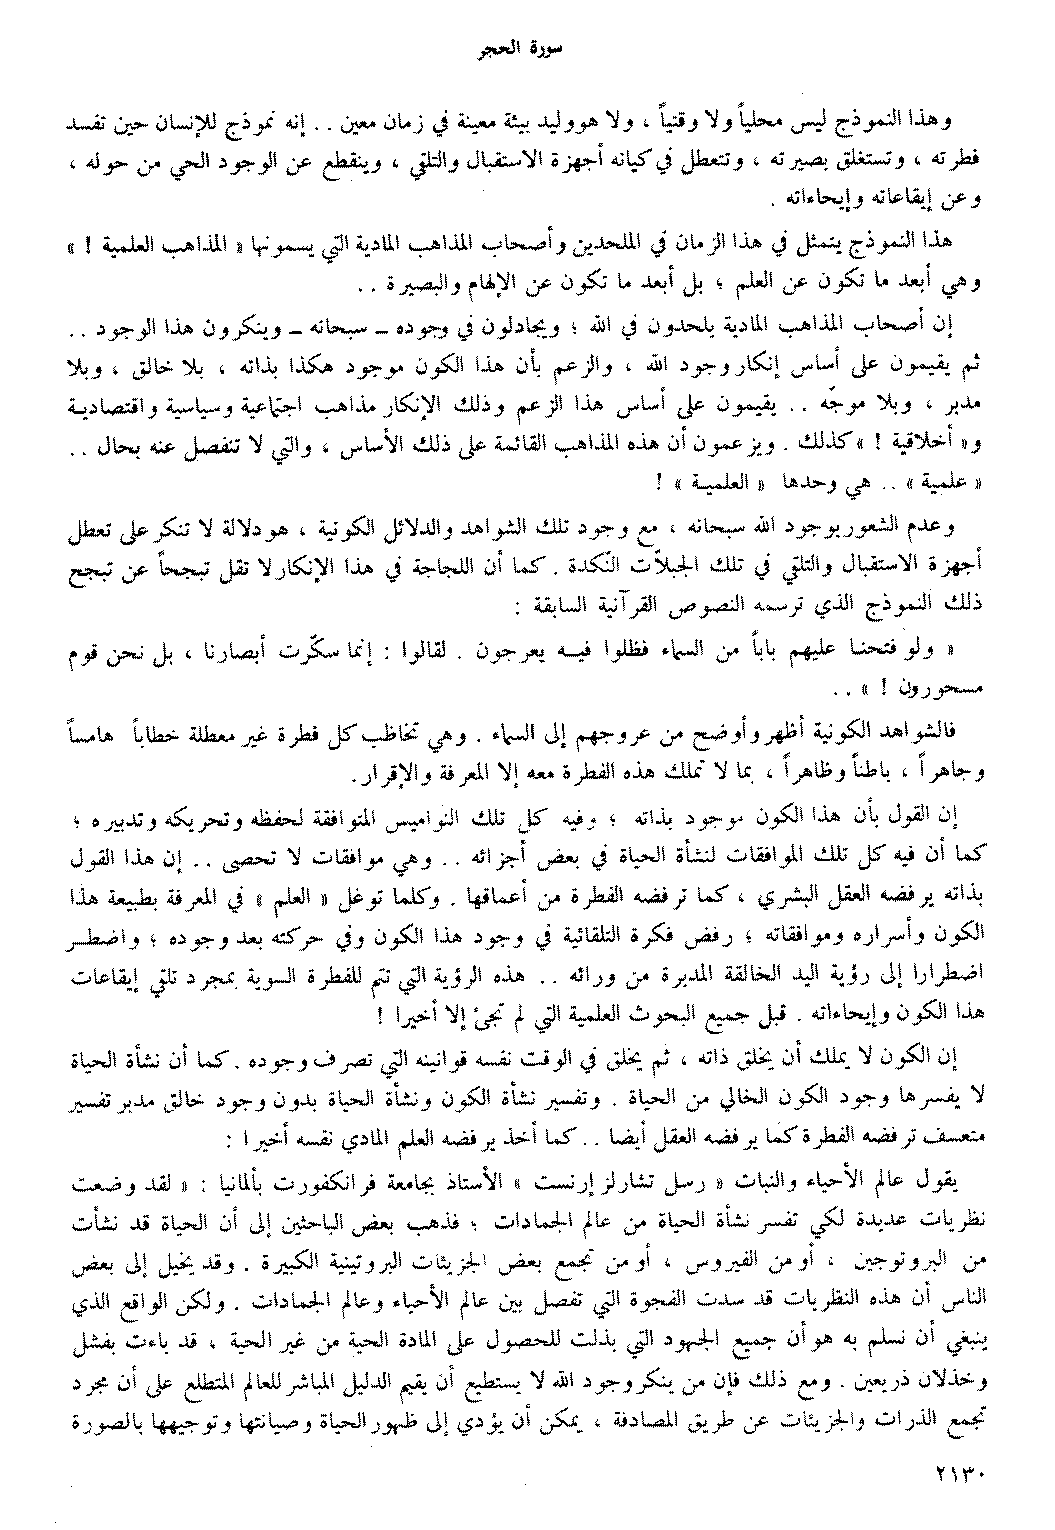 سورة الحجر
وهذا النموذج ليس محلياً ولا وقتياً ، ولا هو وليد بيئة معينة في زمان معين .. إنه نموذج للإنسان حين تفسد
فطرته ، وتستغلق بصيرته ، وتتعطل في كيانه أجهزة الاستقبال والتلقي ، وينقطع عن الوجود الحي من حوله ،
وعن إيقاعاته وإيحاءاته .
هذا النموذج يتمثل في هذا الزمان في الملحدين وأصحاب المذاهب المادية التي يسمونها « المذاهب العلمية ! »
وهي أبعد ما تكون عن العلم ؛ بل أبعد ما تكون عن الإلهام والبصيرة ..
إن أصحاب المذاهب المادية يلحدون في الله ؛ ويجادلون في وجوده – سبحانه – وينكرون هذا الوجود ..
ثم يقيمون على أساس إنكار وجود الله ، والزعم بأن هذا الكون موجود هكذا بذاته ، بلا خالق ، وبلا
مدبر ، وبلا موجّه .. يقيمون على أساس هذا الزعم وذلك الإنكار مذاهب اجتماعية وسياسية واقتصادية
و« أخلاقية ! » كذلك . ويزعمون أن هذه المذاهب القائمة على ذلك الأساس ، والتي لا تنفصل عنه بحال ..
« علمية » .. هي وحدها « العلمية » !
وعدم الشعور بوجود الله سبحانه ، مع وجود تلك الشواهد والدلائل الكونية ، هو دلالة لا تنكر على تعطل
أجهزة الاستقبال والتلقي في تلك الجبلاّت النّكدة . كما أن اللجاجة في هذا الإنكار لا تقل تبجحاً عن تبجح
ذلك النموذج الذي ترسمه النصوص القرآنية السابقة :
« ولو فتحنا عليهم باباً من السماء فظلوا فيه يعرجون . لقالوا : إنما سكّرت أبصارنا ، بل نحن قوم
مسحورون ! » ..
فالشواهد الكونية أظهر وأوضح من عروجهم إلى السماء . وهي تخاطب كل فطرة غير معطلة خطاباً هامساً
وجاهراً ، باطناً وظاهراً ، بما لا تملك هذه الفطرة معه إلا المعرفة والإقرار.
إن القول بأن هذا الكون موجود بذاته ؛ وفيه كل تلك النواميس المتوافقة لحفظه وتحريكه وتدبيره ؛
كما أن فيه كل تلك الموافقات لنشأة الحياة في بعض أجزائه .. وهي موافقات لا تحصى .. إن هذا القول
بذاته يرفضه العقل البشري ، كما ترفضه الفطرة من أعماقها . وكلما توغل « العلم » في المعرفة بطبيعة هذا
الكون وأسراره وموافقاته ؛ رفض فكرة التلقائية في وجود هذا الكون وفي حركته بعد وجوده ؛ واضطر
اضطرارا إلى رؤية اليد الخالقة المدبرة من ورائه .. هذه الرؤية التي تتم للفطرة السوية بمجرد تلقي إيقاعات
هذا الكون وإيحاءاته . قبل جميع البحوث العلمية التي لم تجئ إلا أخيرا !
إن الكون لا يملك أن يخلق ذاته ، ثم يخلق في الوقت نفسه قوانينه التي تصرف وجوده . كما أن نشأة الحياة
لا يفسرها وجود الكون الخالي من الحياة . وتفسير نشأة الكون ونشأة الحياة بدون وجود خالق مدبر تفسير
متعسف ترفضه الفطرة كما يرفضه العقل أيضا .. كما أخذ يرفضه العلم المادي نفسه أخيرا :
يقول عالم الأحياء والنبات « رسل تشارلز إرنست » الأستاذ بجامعة فرانكفورت بألمانيا : « لقد وضعت
نظريات عديدة لكي تفسر نشأة الحياة من عالم الجمادات ؛ فذهب بعض الباحثين إلى أن الحياة قد نشأت
من البروتوجين ، أو من الفيروس ، أو من تجمع بعض الجزيئات البروتينية الكبيرة . وقد يخيل إلى بعض
الناس أن هذه النظريات قد سدت الفجوة التي تفصل بين عالم الأحياء وعالم الجمادات . ولكن الواقع الذي
ينبغي أن نسلم به هو أن جميع الجهود التي بذلت للحصول على المادة الحية من غير الحية ، قد باءت بفشل
وخذلان ذريعين . ومع ذلك فإن من ينكر وجود الله لا يستطيع أن يقيم الدليل المباشر للعالم المتطلع على أن مجرد
تجمع الذرات والجزيئات عن طريق المصادفة ، يمكن أن يؤدي إلى ظهور الحياة وصيانتها وتوجيهها بالصورة
٢١٣٠